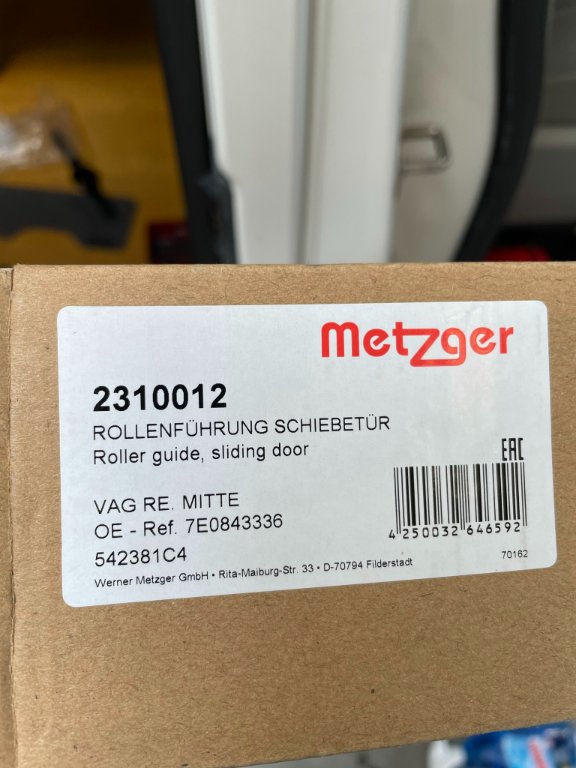 Metzger
2310012
ROLLENFÜHRUNG SCHIEBETÜR
Roller guide, sliding door
EAC
VAG RE. MITTE
OE - Ref. 7E0843336
542381C4
4 250032 646592
Werner Metzger GmbH • Rita-Maiburg-Str. 33 • D-70794 Filderstadt
70162